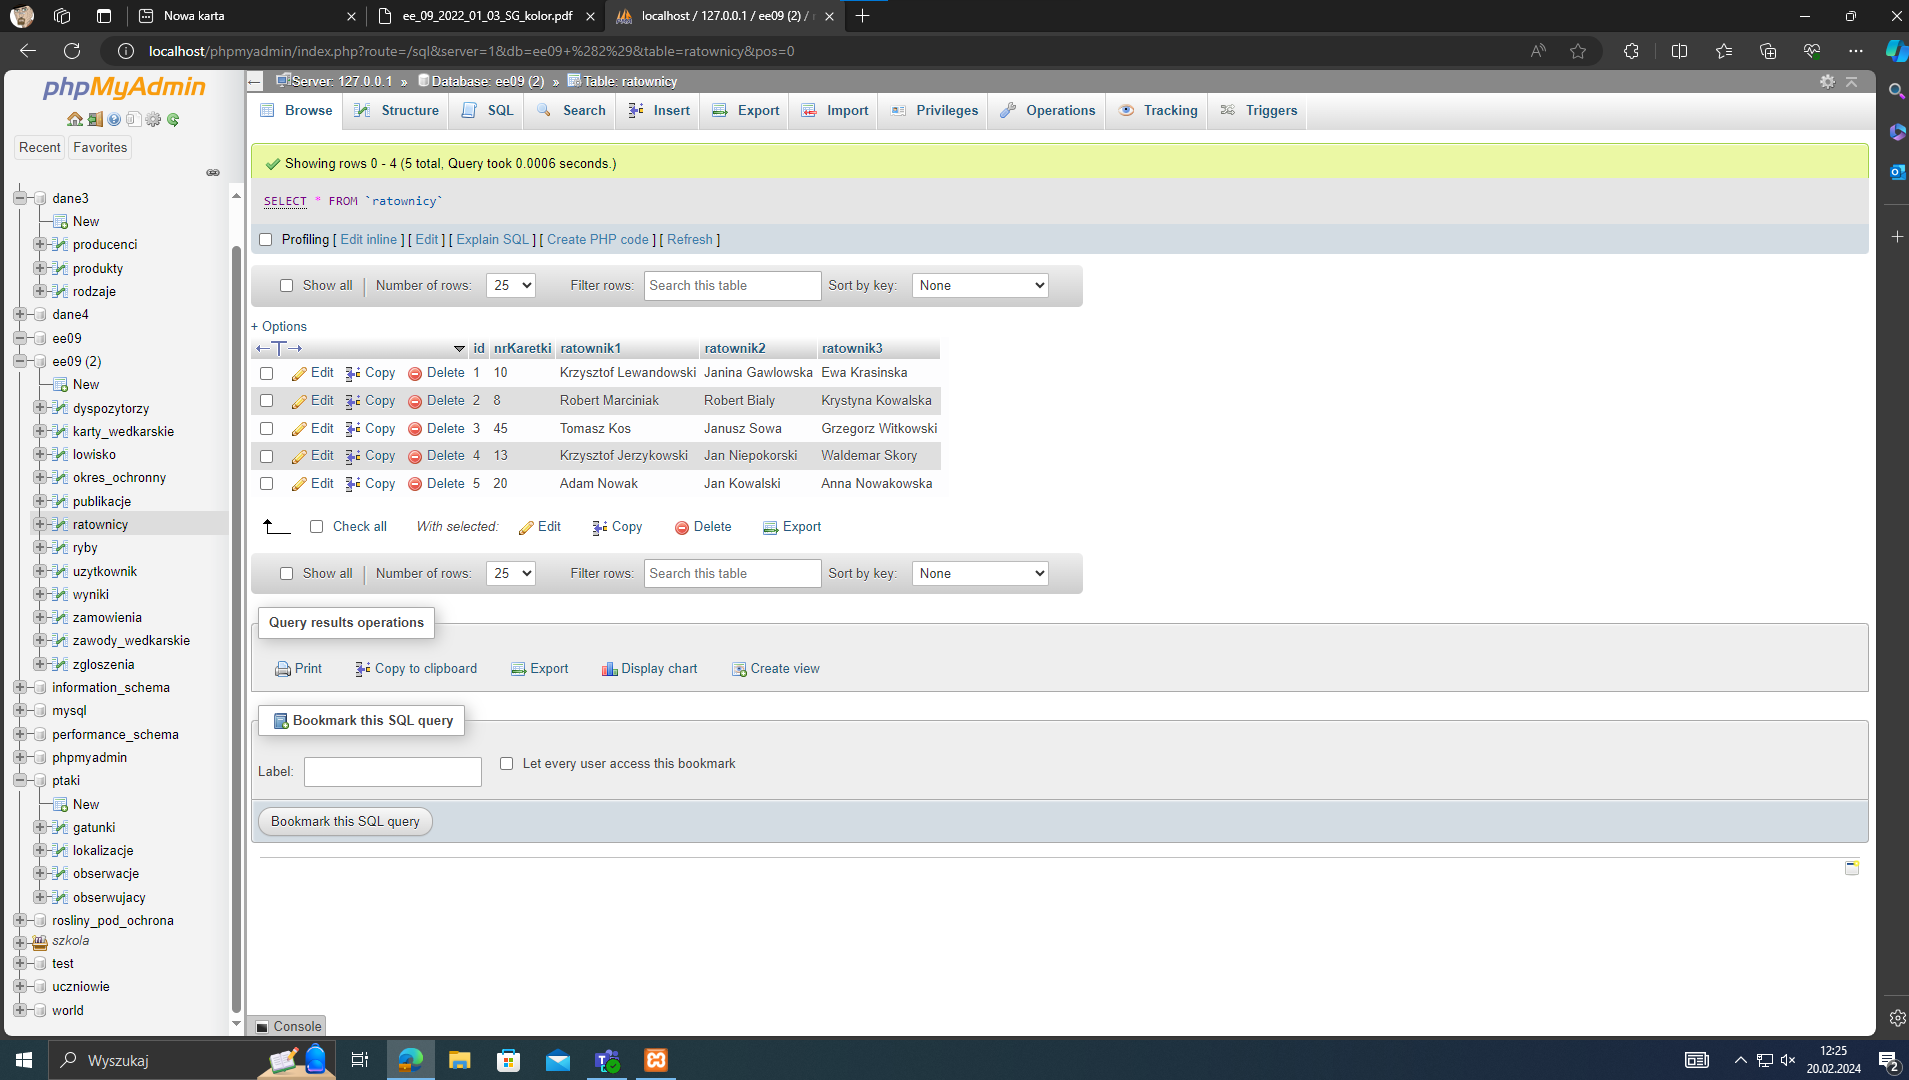 Nowa karta
ee_09_2022_01_03_SG_kolor.pdf
localhost / 127.0.0.1 / ee09 (2) /
localhost/phpmyadmin/index.php?route=/sql&server=1&db=ee09+%282%29&table=ratownicy&pos=0
phpMyAdmin
Recent
Favorites
dane3
New
producenci
produkty
rodzaje
dane4
ee09
ee09 (2)
New
dyspozytorzy
karty_wedkarskie
lowisko
okres_ochronny
publikacje
ratownicy
ryby
uzytkownik
wyniki
zamowienia
zawody_wedkarskie
zgloszenia
information_schema
mysql
performance_schema
phpmyadmin
ptaki
New
gatunki
lokalizacje
obserwacje
obserwujacy
rosliny_pod_ochrona
szkola
test
uczniowie
world
Server: 127.0.0.1 » Database: ee09 (2) » Table: ratownicy
Browse Structure SQL Search Insert Export Import Privileges Operations Tracking Triggers
Showing rows 0 - 4 (5 total, Query took 0.0006 seconds.)
SELECT * FROM `ratownicy`
Profiling [ Edit inline ] [ Edit ] [ Explain SQL ] [ Create PHP code ] [ Refresh ]
Show all Number of rows: 25 Filter rows: Search this table Sort by key: None
+ Options
id nrKaretki ratownik1 ratownik2 ratownik3
Edit Copy Delete 1 10 Krzysztof Lewandowski Janina Gawlowska Ewa Krasinska
Edit Copy Delete 2 8 Robert Marciniak Robert Bialy Krystyna Kowalska
Edit Copy Delete 3 45 Tomasz Kos Janusz Sowa Grzegorz Witkowski
Edit Copy Delete 4 13 Krzysztof Jerzykowski Jan Niepokorski Waldemar Skory
Edit Copy Delete 5 20 Adam Nowak Jan Kowalski Anna Nowakowska
Check all With selected: Edit Copy Delete Export
Show all Number of rows: 25 Filter rows: Search this table Sort by key: None
Query results operations
Print Copy to clipboard Export Display chart Create view
Bookmark this SQL query
Label: Let every user access this bookmark
Bookmark this SQL query
Console
Wyszukaj
12:25
20.02.2024
2